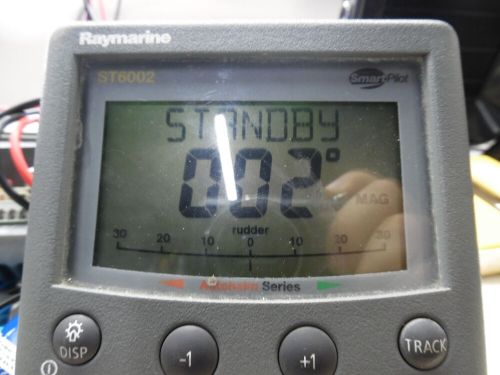 Raymarine
ST6002 SmartPilot
STANDBY
002°
MAG
rudder
30 20 10 0 10 20 30
Autohelm Series
DISP -1 +1 TRACK